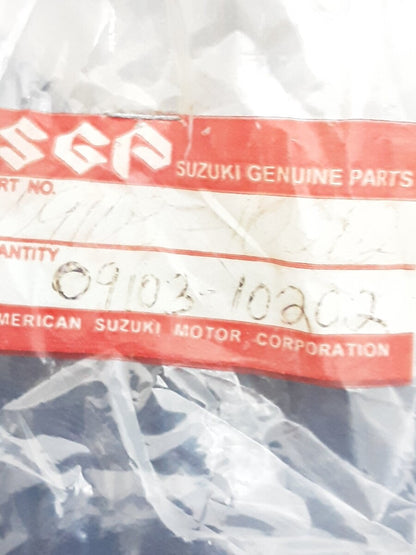 SGP SUZUKI GENUINE PARTS
RT NO.
ANTITY
09103-10202
MERICAN SUZUKI MOTOR CORPORATION